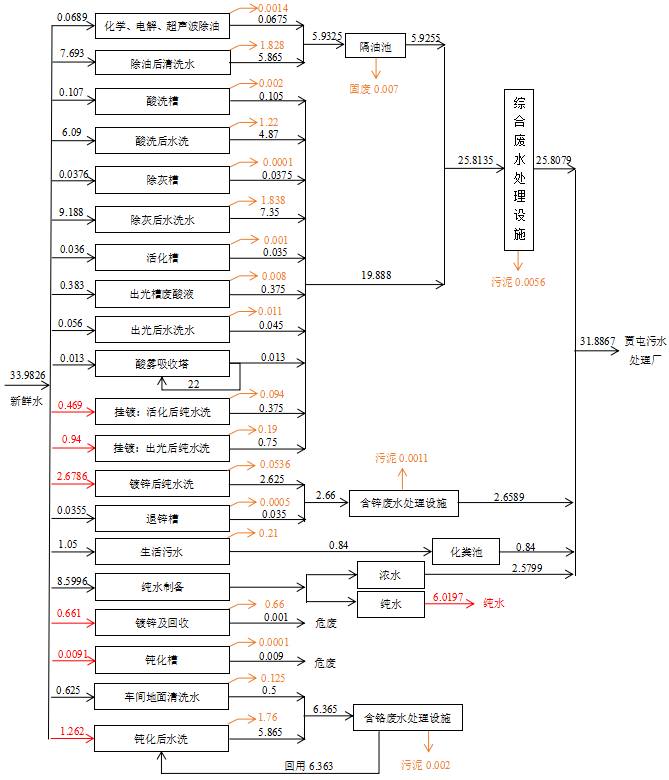 0.0689
化学、电解、超声波除油
0.0014
0.0675
7.693
除油后清洗水
1.828
5.865
5.9325
隔油池
5.9255
固废 0.007
0.107
酸洗槽
0.002
0.105
6.09
酸洗后水洗
1.22
4.87
0.0376
除灰槽
0.0001
0.0375
9.188
除灰后水洗水
1.838
7.35
0.036
活化槽
0.001
0.035
0.383
出光槽废酸液
0.008
0.375
0.056
出光后水洗水
0.011
0.045
0.013
酸雾吸收塔
0.013
22
0.469
挂镀：活化后纯水洗
0.094
0.375
0.94
挂镀：出光后纯水洗
0.19
0.75
19.888
25.8135
综合废水处理设施
25.8079
污泥 0.0056
33.9826
新鲜水
31.8867
贾屯污水
处理厂
2.6786
镀锌后纯水洗
0.0536
2.625
0.0355
退锌槽
0.0005
0.035
2.66
含锌废水处理设施
污泥 0.0011
2.6589
1.05
生活污水
0.21
0.84
化粪池
0.84
8.5996
纯水制备
浓水
2.5799
纯水
6.0197
纯水
0.661
镀锌及回收
0.66
0.001
危废
0.0091
钝化槽
0.0001
0.009
危废
0.625
车间地面清洗水
0.125
0.5
1.262
钝化后水洗
1.76
5.865
6.365
含铬废水处理设施
污泥 0.002
回用 6.363